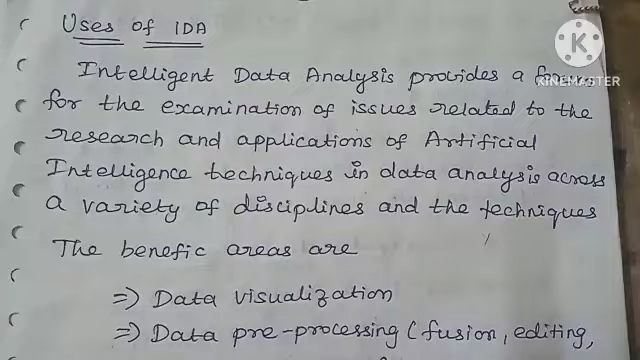 Uses of IDA
Intelligent Data Analysis provides a
for the examination of issues related to the
research and applications of Artificial
Intelligence techniques in data analysis across
a variety of disciplines and the techniques
The benefic areas are
⇒ Data visualization
⇒ Data pre-processing (fusion, editing,
KINEMASTER